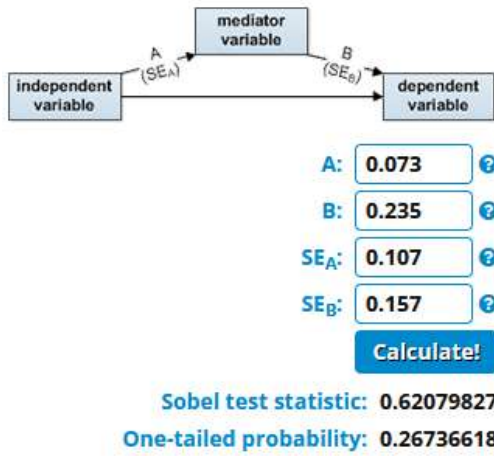 mediator
variable
A
(SEA)
B
(SEB)
independent
variable
dependent
variable
A: 0.073 ?
B: 0.235 ?
SEA: 0.107 ?
SEB: 0.157 ?
Calculate!
Sobel test statistic: 0.62079827
One-tailed probability: 0.26736618